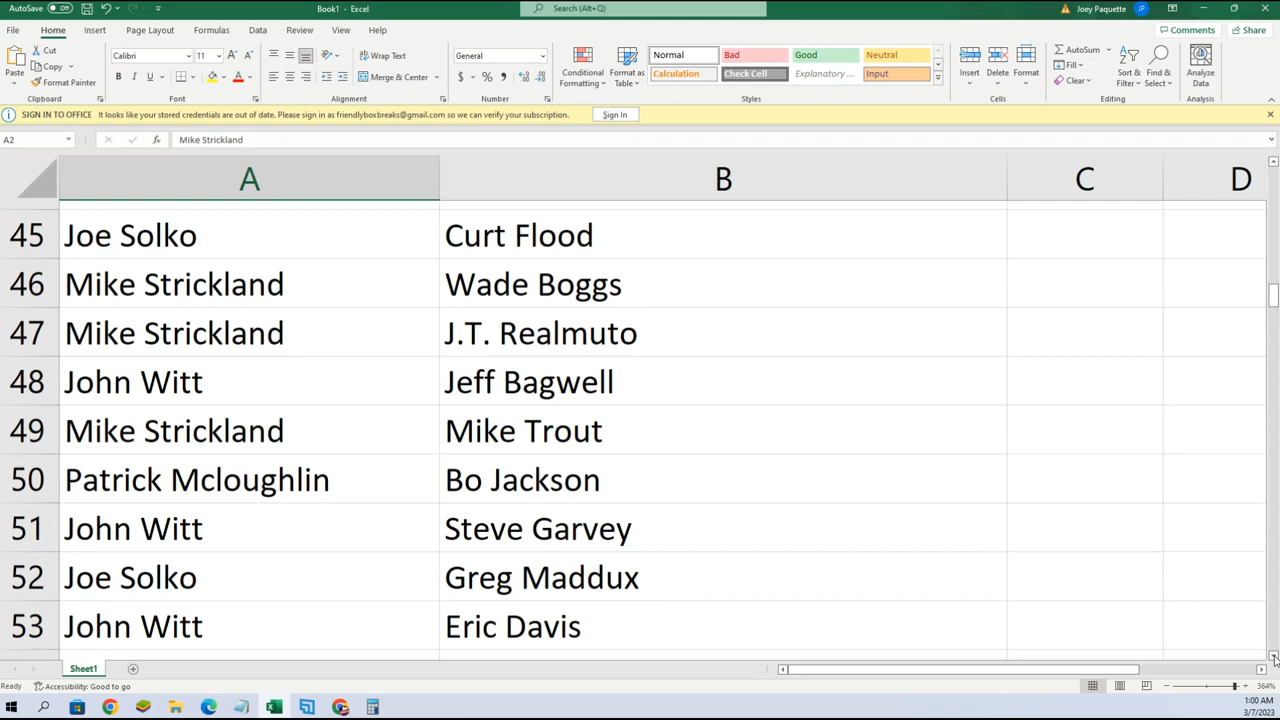 AutoSave Off Book1 - Excel Search (Alt+Q) Joey Paquette JP
File Home Insert Page Layout Formulas Data Review View Help Comments Share
Paste Cut Copy Format Painter Clipboard
Calibri 11 B I U A Font
Wrap Text Merge & Center Alignment
General $ % , Number
Conditional Formatting Format as Table
Normal Bad Good Neutral
Calculation Check Cell Explanatory ... Input
Styles
Insert Delete Format Cells
AutoSum Fill Clear Sort & Filter Find & Select Editing
Analyze Data Analysis
SIGN IN TO OFFICE It looks like your stored credentials are out of date. Please sign in as friendlyboxbreaks@gmail.com so we can verify your subscription. Sign In
A2 fx Mike Strickland
A B C D
45 Joe Solko Curt Flood
46 Mike Strickland Wade Boggs
47 Mike Strickland J.T. Realmuto
48 John Witt Jeff Bagwell
49 Mike Strickland Mike Trout
50 Patrick Mcloughlin Bo Jackson
51 John Witt Steve Garvey
52 Joe Solko Greg Maddux
53 John Witt Eric Davis
Sheet1
Ready Accessibility: Good to go 364%
1:00 AM
3/7/2023